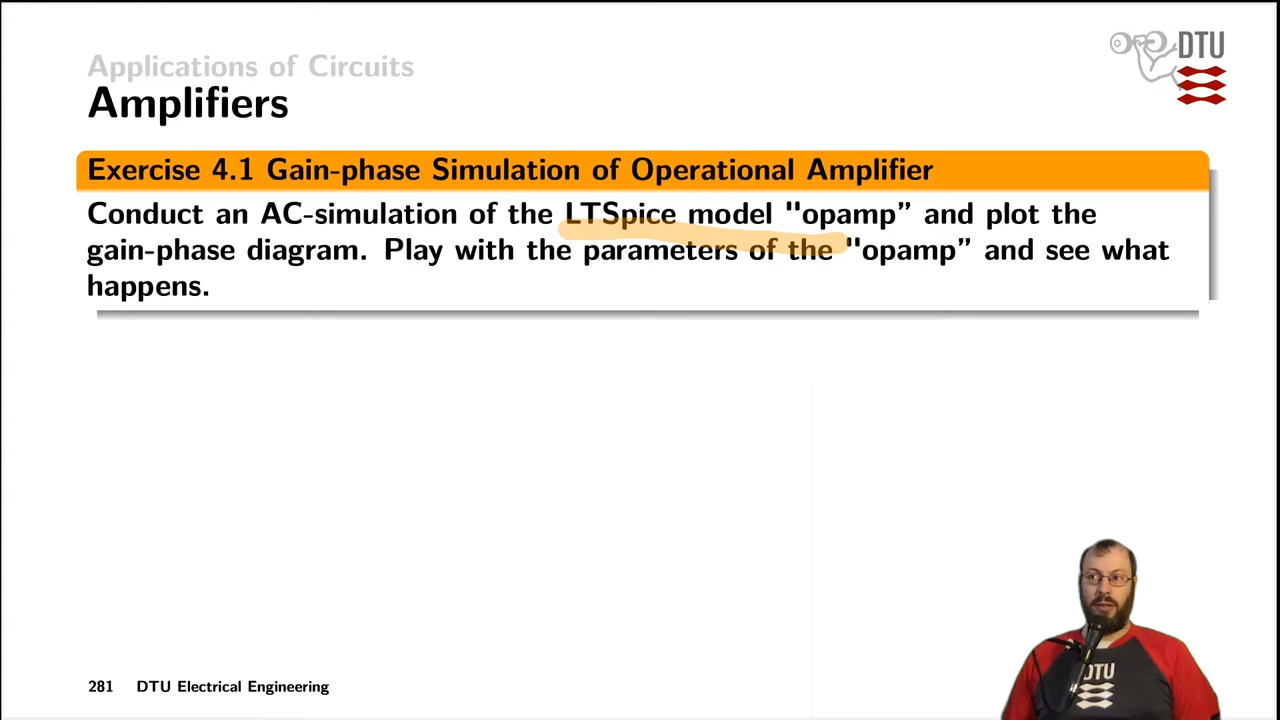 Applications of Circuits
Amplifiers
DTU
Exercise 4.1 Gain-phase Simulation of Operational Amplifier
Conduct an AC-simulation of the LTSpice model "opamp” and plot the
gain-phase diagram. Play with the parameters of the "opamp” and see what
happens.
DTU
281 DTU Electrical Engineering